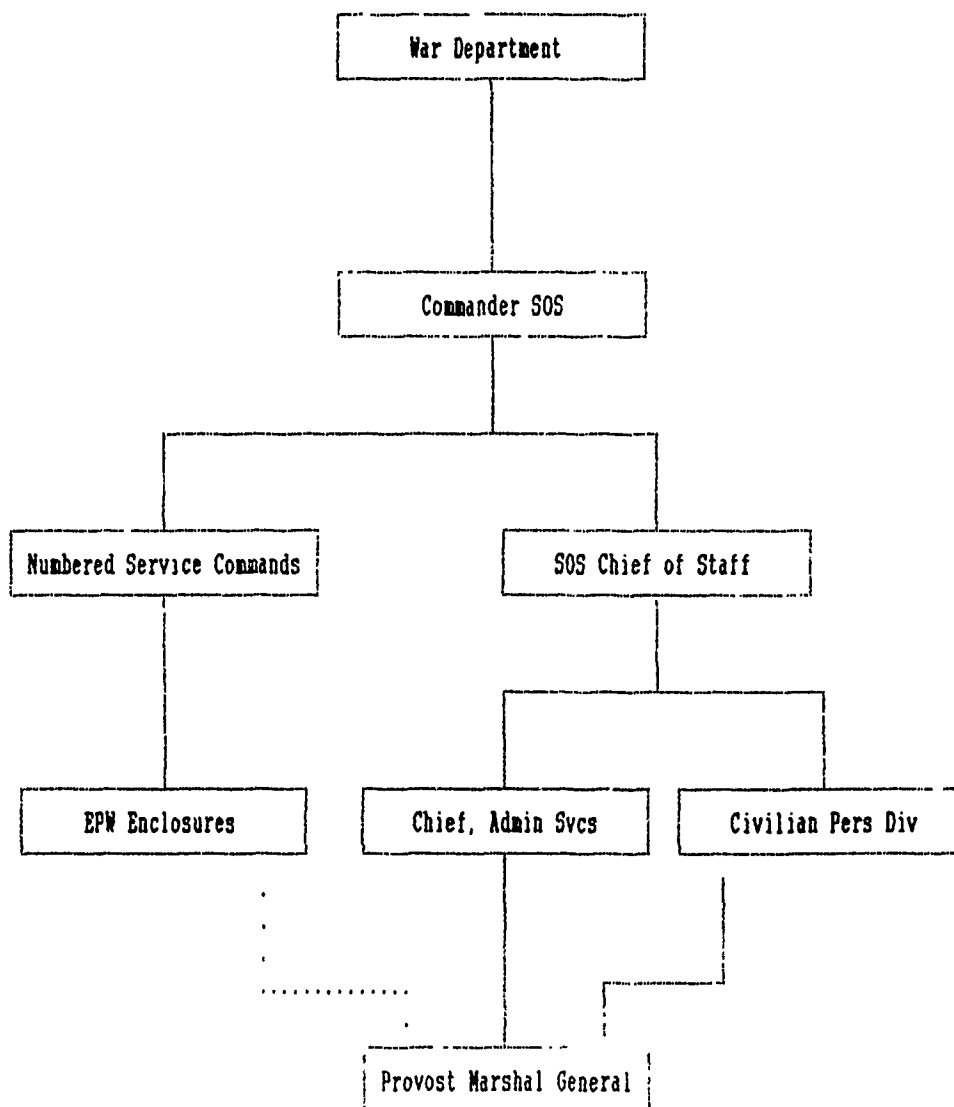 War Department
Commander SOS
Numbered Service Commands
SOS Chief of Staff
EPW Enclosures
Chief, Admin Svcs
Civilian Pers Div
Provost Marshal General